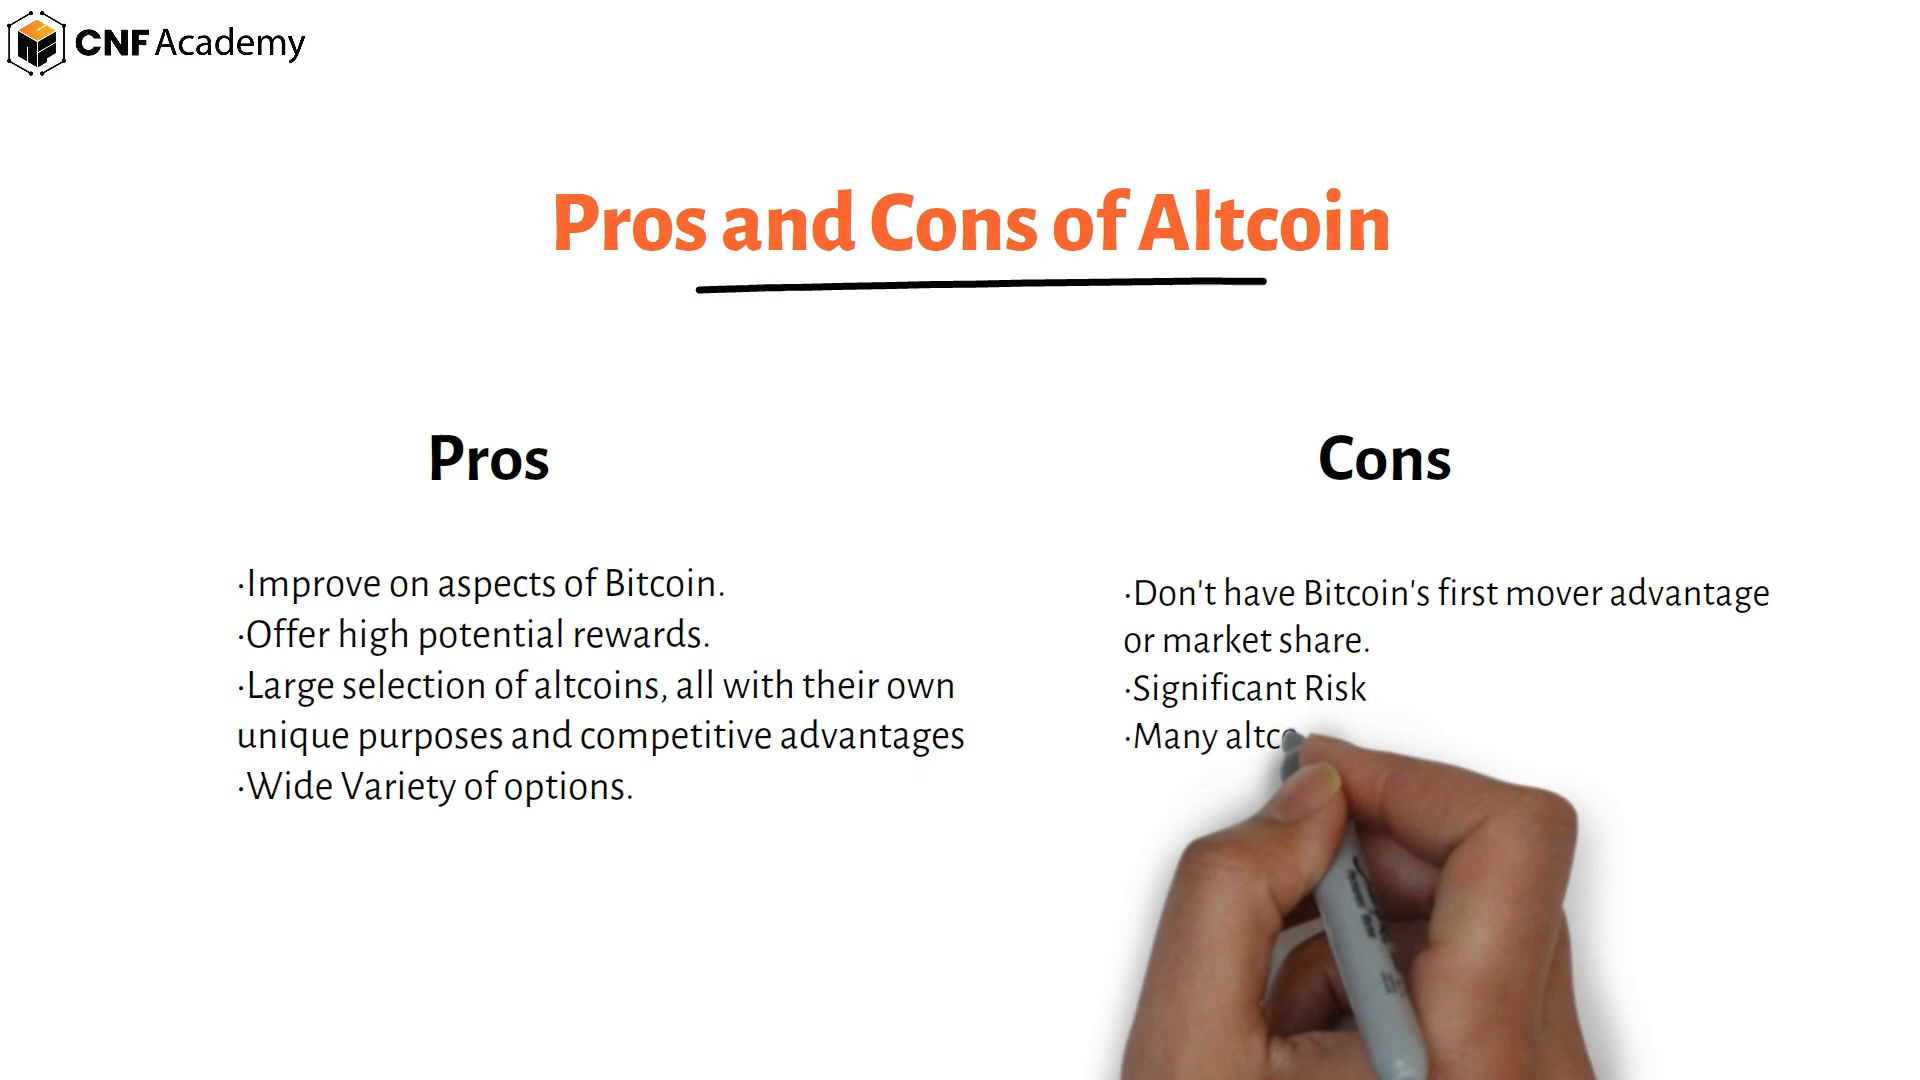 CNF Academy
Pros and Cons of Altcoin
Pros
·Improve on aspects of Bitcoin.
·Offer high potential rewards.
·Large selection of altcoins, all with their own
unique purposes and competitive advantages
·Wide Variety of options.
Cons
·Don't have Bitcoin's first mover advantage
or market share.
·Significant Risk
·Many